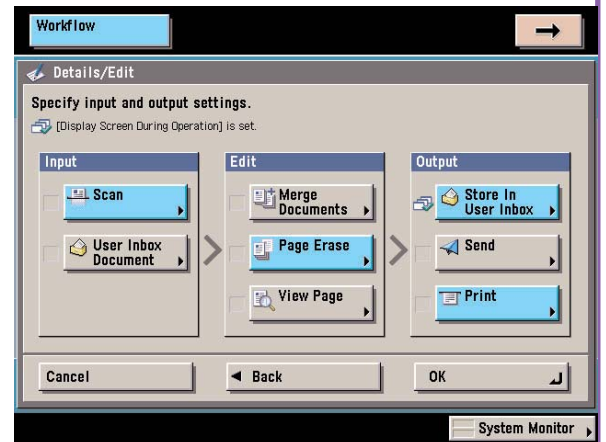 Workflow
Details/Edit
Specify input and output settings.
[Display Screen During Operation] is set.
Input
Edit
Output
Scan
Merge
Documents
Store In
User Inbox
User Inbox
Document
Page Erase
Send
View Page
Print
Cancel
Back
OK
System Monitor